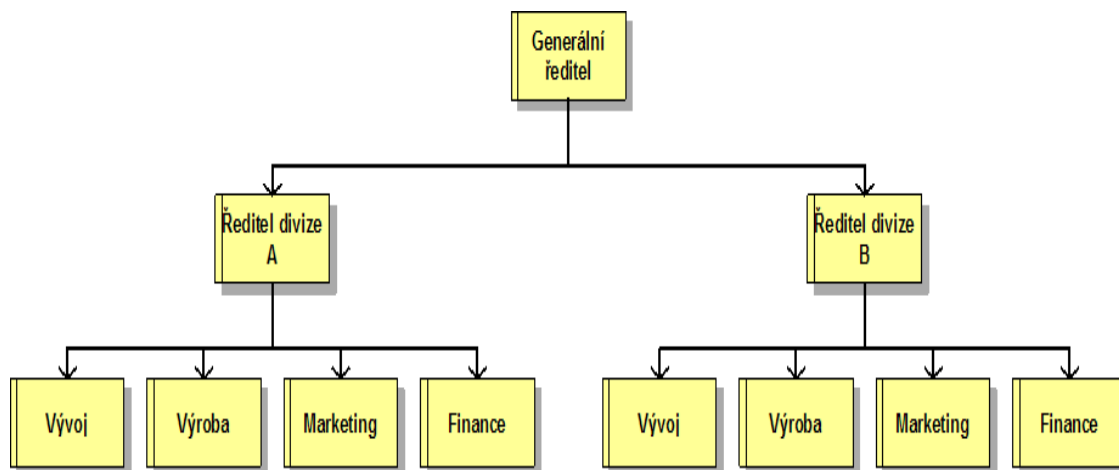 Generální
ředitel
Ředitel divize
A
Ředitel divize
B
Vývoj
Výroba
Marketing
Finance
Vývoj
Výroba
Marketing
Finance